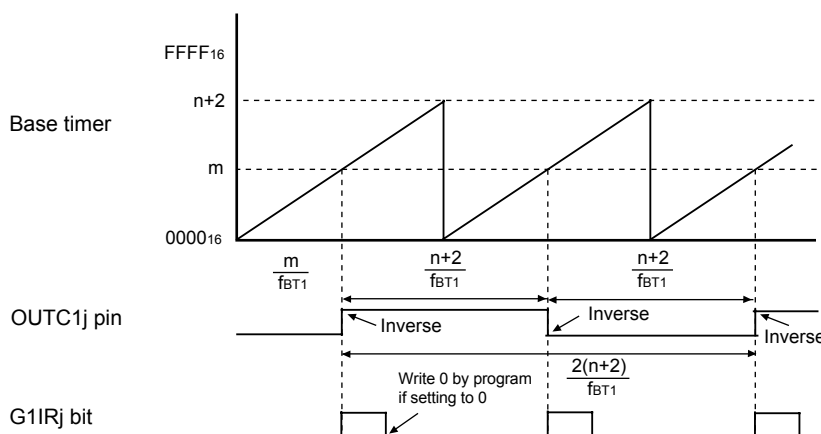 FFFF16
n+2
Base timer
m
000016
m
fBT1
n+2
fBT1
n+2
fBT1
OUTC1j pin
Inverse
Inverse
Inverse
2(n+2)
fBT1
Write 0 by program
if setting to 0
G1IRj bit